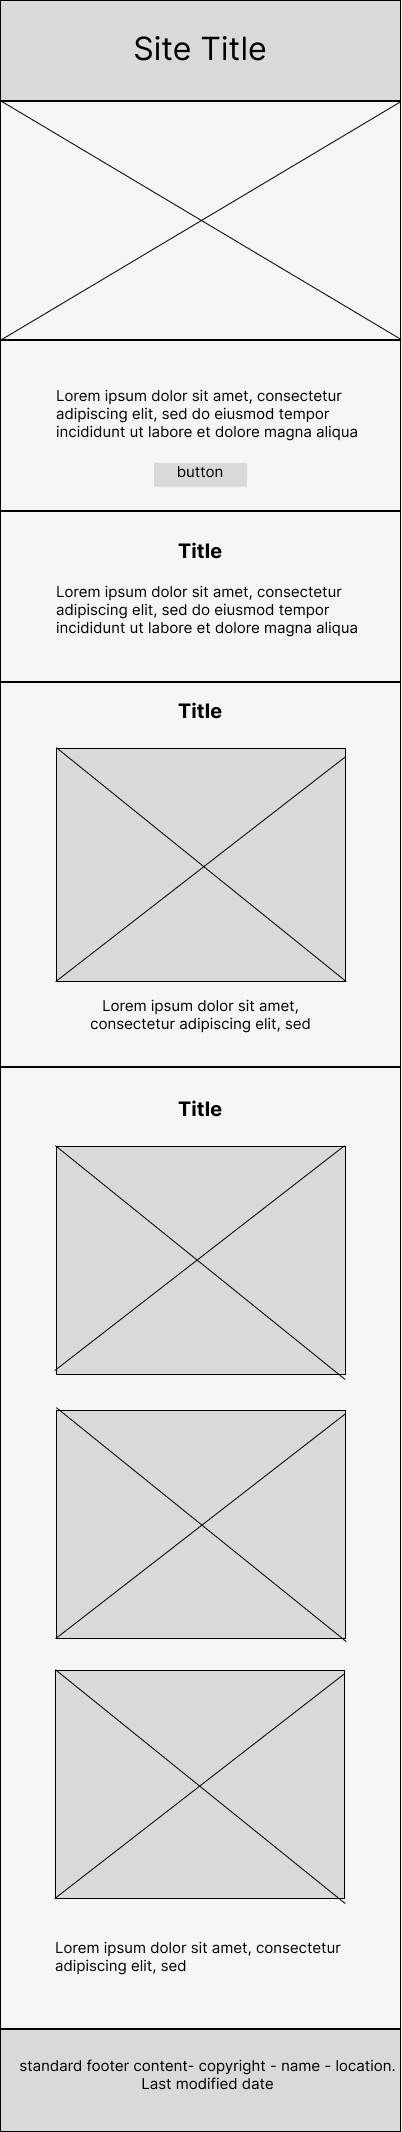 Site Title
Lorem ipsum dolor sit amet, consectetur
adipiscing elit, sed do eiusmod tempor
incididunt ut labore et dolore magna aliqua
button
Title
Lorem ipsum dolor sit amet, consectetur
adipiscing elit, sed do eiusmod tempor
incididunt ut labore et dolore magna aliqua
Title
Lorem ipsum dolor sit amet,
consectetur adipiscing elit, sed
Title
Lorem ipsum dolor sit amet, consectetur
adipiscing elit, sed
standard footer content- copyright - name - location.
Last modified date